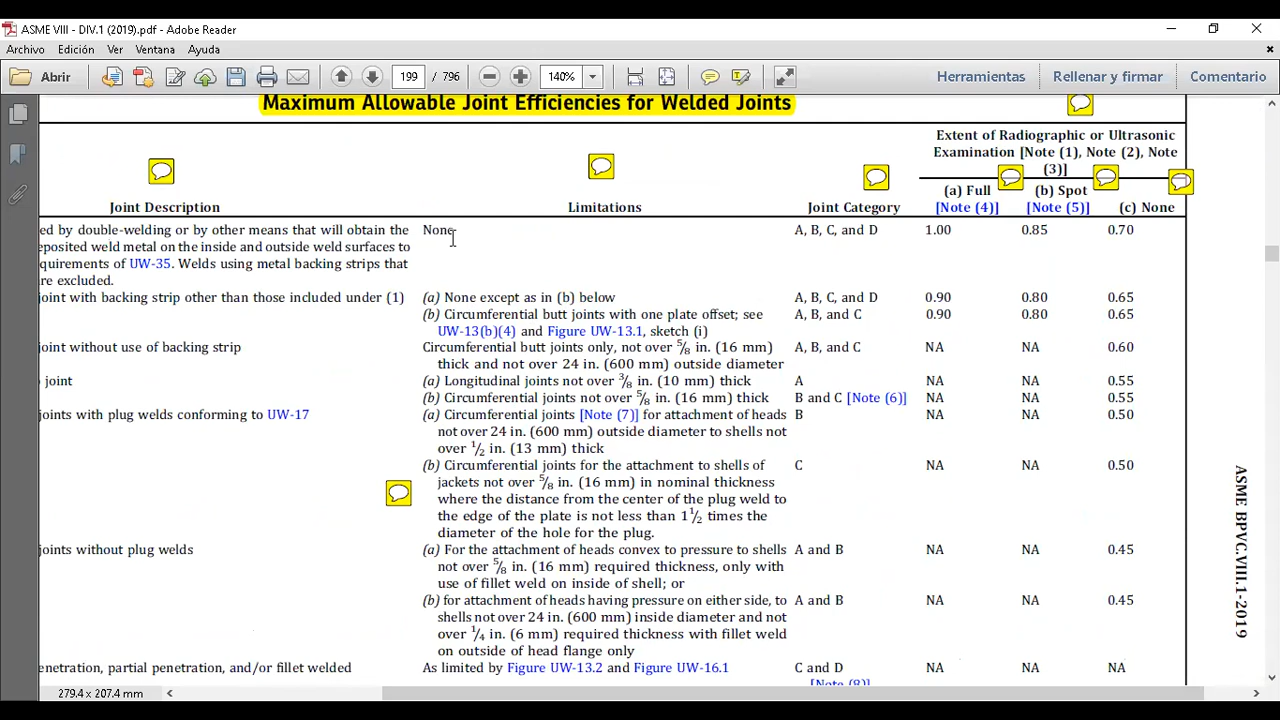 ASME VIII - DIV.1 (2019).pdf - Adobe Reader
Archivo Edición Ver Ventana Ayuda
Abrir 199 / 796 140% Herramientas Rellenar y firmar Comentario
Maximum Allowable Joint Efficiencies for Welded Joints
Extent of Radiographic or Ultrasonic
Examination [Note (1), Note (2), Note
(3)]
(a) Full (b) Spot
Joint Description Limitations Joint Category [Note (4)] [Note (5)] (c) None
ed by double-welding or by other means that will obtain the None A, B, C, and D 1.00 0.85 0.70
eposited weld metal on the inside and outside weld surfaces to
quirements of UW-35. Welds using metal backing strips that
re excluded.
joint with backing strip other than those included under (1) (a) None except as in (b) below A, B, C, and D 0.90 0.80 0.65
(b) Circumferential butt joints with one plate offset; see A, B, and C 0.90 0.80 0.65
UW-13(b)(4) and Figure UW-13.1, sketch (i)
joint without use of backing strip Circumferential butt joints only, not over 5/8 in. (16 mm) A, B, and C NA NA 0.60
thick and not over 24 in. (600 mm) outside diameter
joint (a) Longitudinal joints not over 3/8 in. (10 mm) thick A NA NA 0.55
(b) Circumferential joints not over 5/8 in. (16 mm) thick B and C [Note (6)] NA NA 0.55
joints with plug welds conforming to UW-17 (a) Circumferential joints [Note (7)] for attachment of heads B NA NA 0.50
not over 24 in. (600 mm) outside diameter to shells not
over 1/2 in. (13 mm) thick
(b) Circumferential joints for the attachment to shells of C NA NA 0.50
jackets not over 5/8 in. (16 mm) in nominal thickness
where the distance from the center of the plug weld to
the edge of the plate is not less than 1 1/2 times the
diameter of the hole for the plug.
joints without plug welds (a) For the attachment of heads convex to pressure to shells A and B NA NA 0.45
not over 5/8 in. (16 mm) required thickness, only with
use of fillet weld on inside of shell; or
(b) for attachment of heads having pressure on either side, to A and B NA NA 0.45
shells not over 24 in. (600 mm) inside diameter and not
over 1/4 in. (6 mm) required thickness with fillet weld
on outside of head flange only
enetration, partial penetration, and/or fillet welded As limited by Figure UW-13.2 and Figure UW-16.1 C and D NA NA NA
[Note (8)]
ASME BPVC.VIII.1-2019
279.4 x 207.4 mm